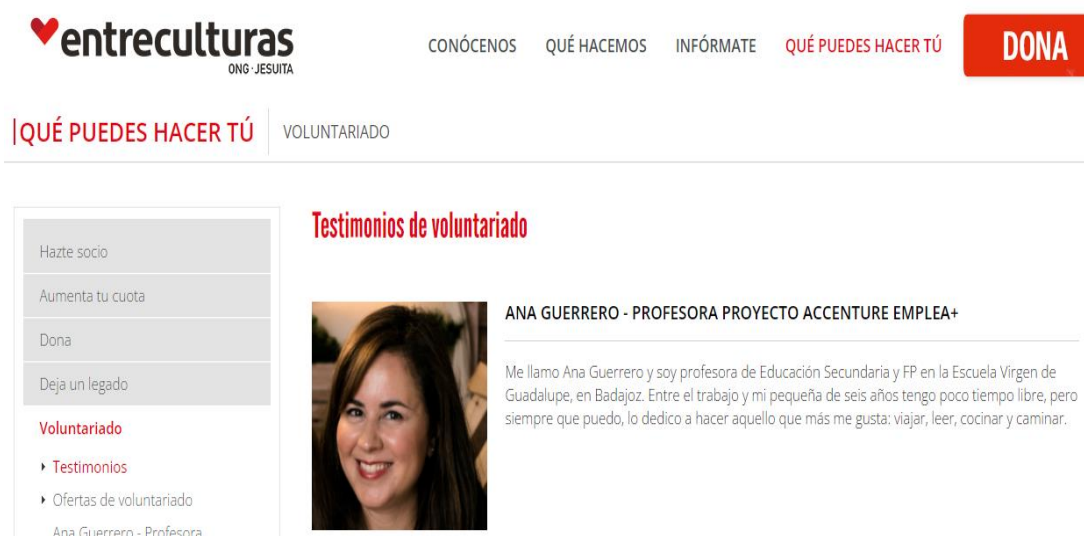 entreculturas
ONG · JESUITA
CONÓCENOS QUÉ HACEMOS INFÓRMATE QUÉ PUEDES HACER TÚ DONA
QUÉ PUEDES HACER TÚ VOLUNTARIADO
Testimonios de voluntariado
Hazte socio
Aumenta tu cuota
Dona
Deja un legado
Voluntariado
Testimonios
Ofertas de voluntariado
Ana Guerrero - Profesora
ANA GUERRERO - PROFESORA PROYECTO ACCENTURE EMPLEA+
Me llamo Ana Guerrero y soy profesora de Educación Secundaria y FP en la Escuela Virgen de
Guadalupe, en Badajoz. Entre el trabajo y mi pequeña de seis años tengo poco tiempo libre, pero
siempre que puedo, lo dedico a hacer aquello que más me gusta: viajar, leer, cocinar y caminar.